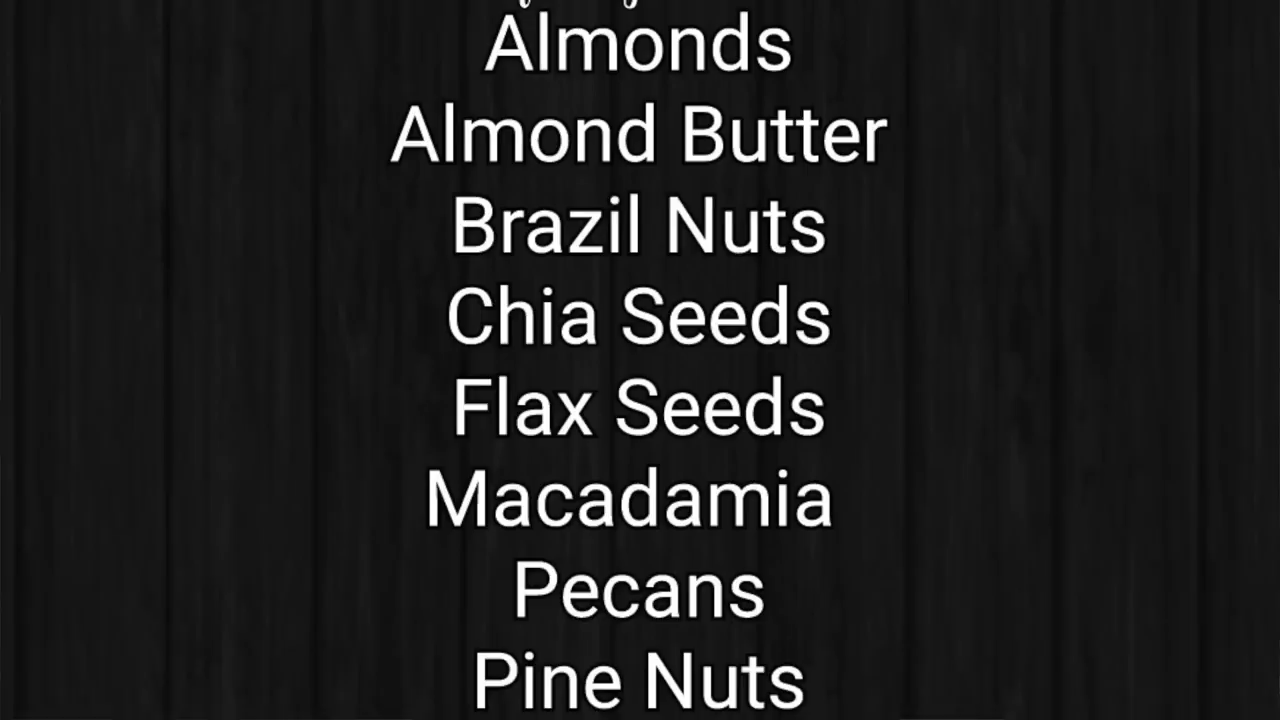 Almonds
Almond Butter
Brazil Nuts
Chia Seeds
Flax Seeds
Macadamia
Pecans
Pine Nuts